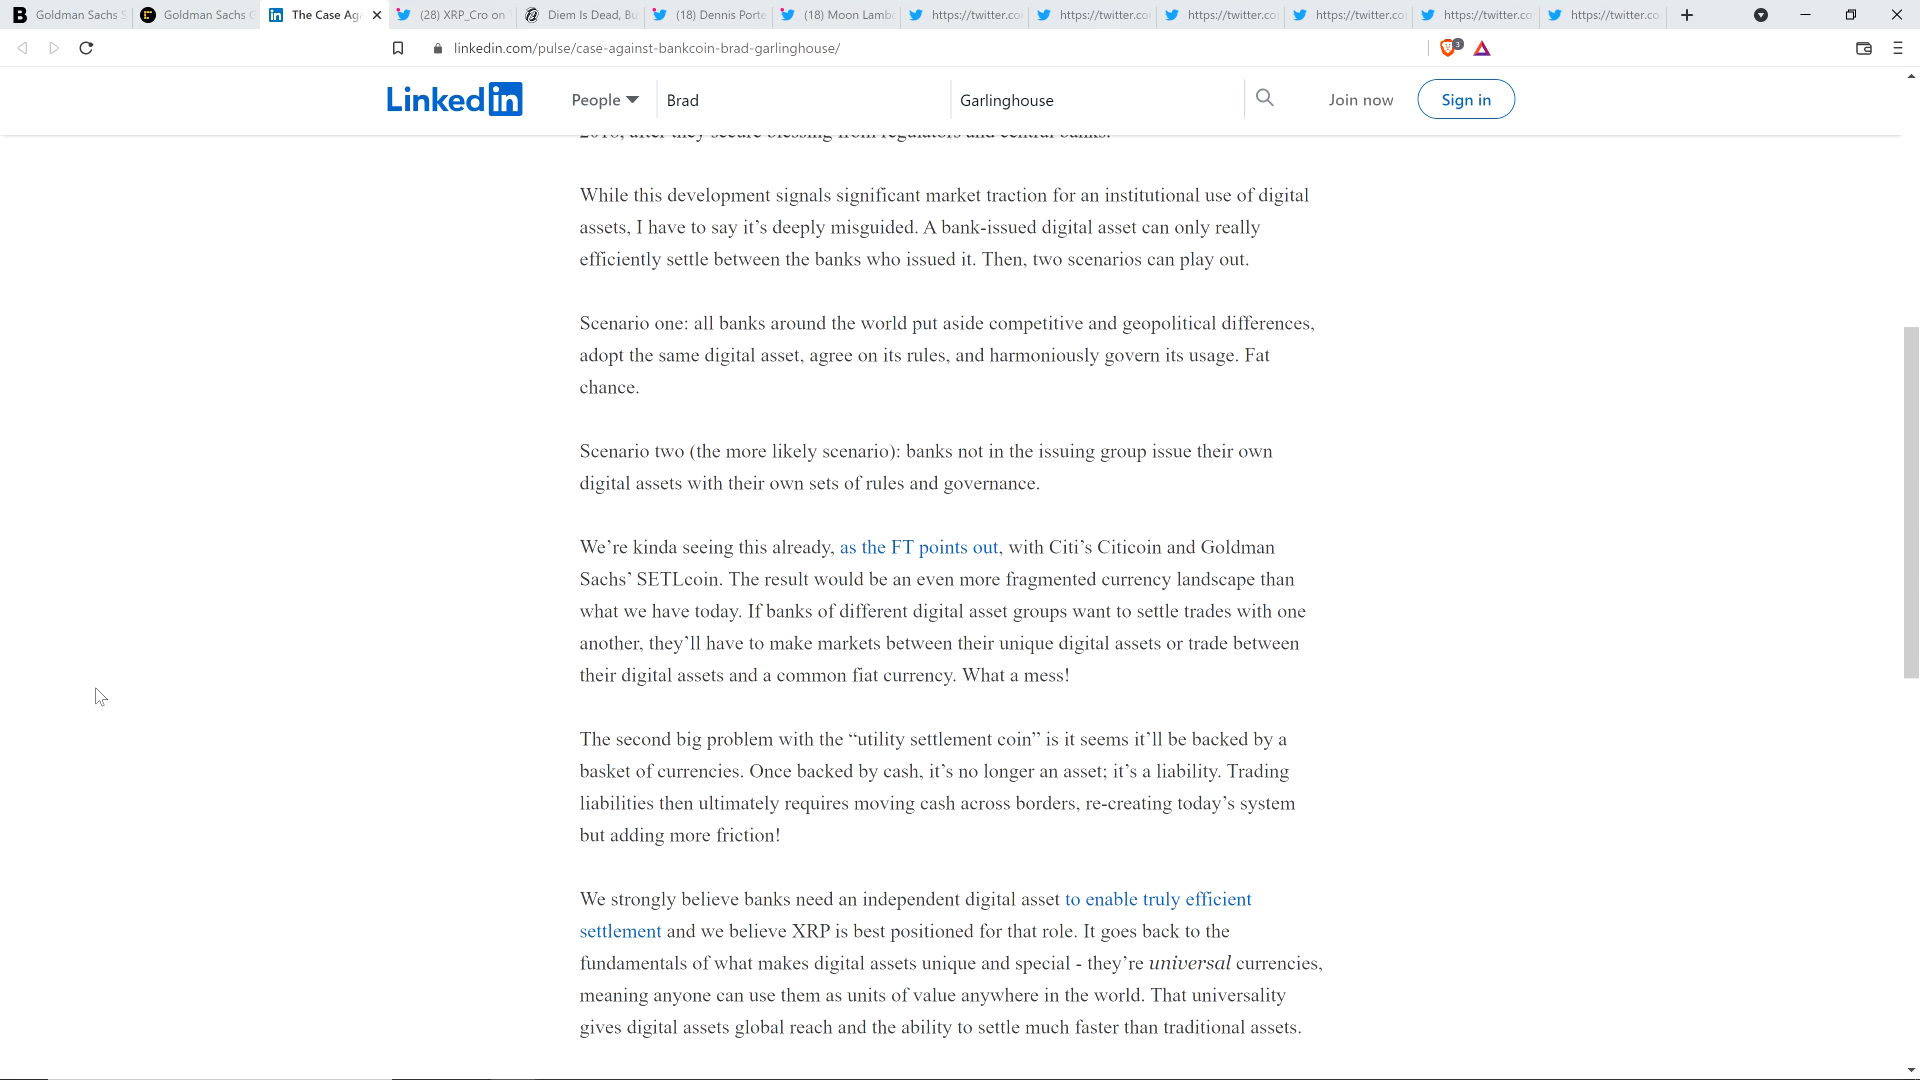 Goldman Sachs S
Goldman Sachs
The Case Aga
(28) XRP_Cro on
Diem Is Dead, Bu
(18) Dennis Porte
(18) Moon Lamb
https://twitter.co
https://twitter.co
https://twitter.co
https://twitter.co
https://twitter.co
https://twitter.co
linkedin.com/pulse/case-against-bankcoin-brad-garlinghouse/
3
Linked in
People
Brad
Garlinghouse
Join now
Sign in
2018, after they secure blessing from regulators and central banks.
While this development signals significant market traction for an institutional use of digital
assets, I have to say it’s deeply misguided. A bank-issued digital asset can only really
efficiently settle between the banks who issued it. Then, two scenarios can play out.
Scenario one: all banks around the world put aside competitive and geopolitical differences,
adopt the same digital asset, agree on its rules, and harmoniously govern its usage. Fat
chance.
Scenario two (the more likely scenario): banks not in the issuing group issue their own
digital assets with their own sets of rules and governance.
We’re kinda seeing this already, as the FT points out, with Citi’s Citicoin and Goldman
Sachs’ SETLcoin. The result would be an even more fragmented currency landscape than
what we have today. If banks of different digital asset groups want to settle trades with one
another, they’ll have to make markets between their unique digital assets or trade between
their digital assets and a common fiat currency. What a mess!
The second big problem with the “utility settlement coin” is it seems it’ll be backed by a
basket of currencies. Once backed by cash, it’s no longer an asset; it’s a liability. Trading
liabilities then ultimately requires moving cash across borders, re-creating today’s system
but adding more friction!
We strongly believe banks need an independent digital asset to enable truly efficient
settlement and we believe XRP is best positioned for that role. It goes back to the
fundamentals of what makes digital assets unique and special - they’re universal currencies,
meaning anyone can use them as units of value anywhere in the world. That universality
gives digital assets global reach and the ability to settle much faster than traditional assets.